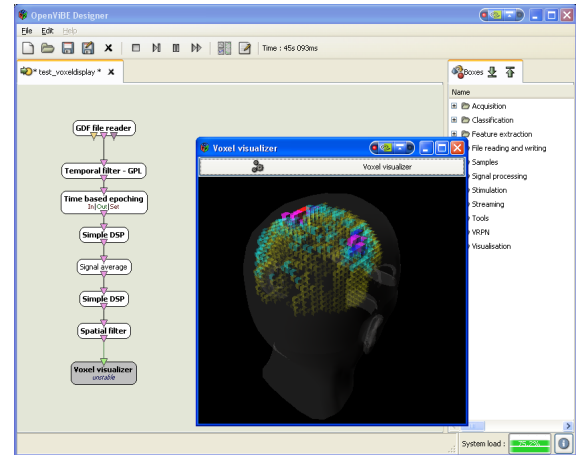 OpenViBE Designer
File Edit Help
Time : 45s 093ms
* test_voxeldisplay * x
Boxes
Name
Acquisition
Classification
Feature extraction
File reading and writing
Samples
Signal processing
Stimulation
Streaming
Tools
VRPN
Visualisation
GDF file reader
Temporal filter - GPL
Time based epoching
In|Out|Set
Simple DSP
Signal average
Simple DSP
Spatial filter
Voxel visualizer
unstable
Voxel visualizer
Voxel visualizer
System load : 75.2%